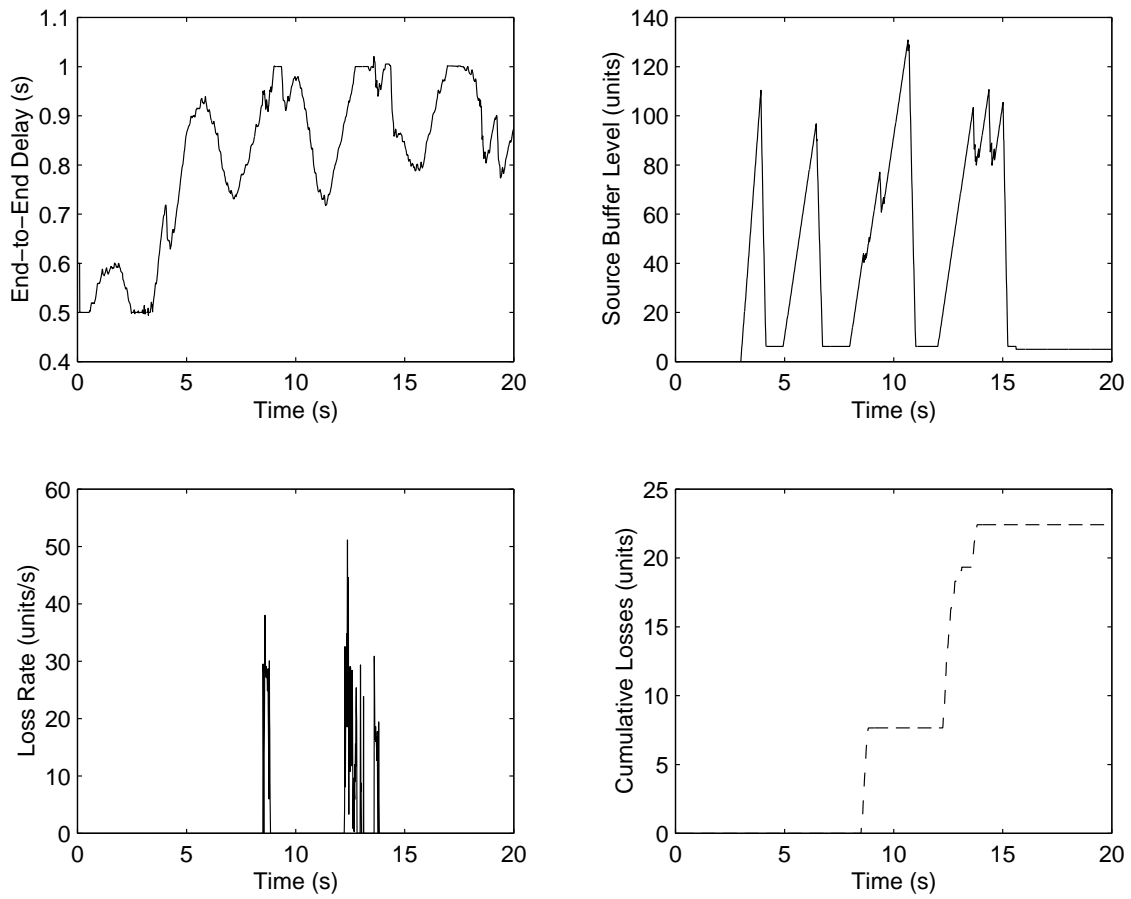 1.1
1
0.9
0.8
0.7
0.6
0.5
0.4
0 5 10 15 20
End−to−End Delay (s)
Time (s)
140
120
100
80
60
40
20
0
0 5 10 15 20
Source Buffer Level (units)
Time (s)
60
50
40
30
20
10
0
0 5 10 15 20
Loss Rate (units/s)
Time (s)
25
20
15
10
5
0
0 5 10 15 20
Cumulative Losses (units)
Time (s)